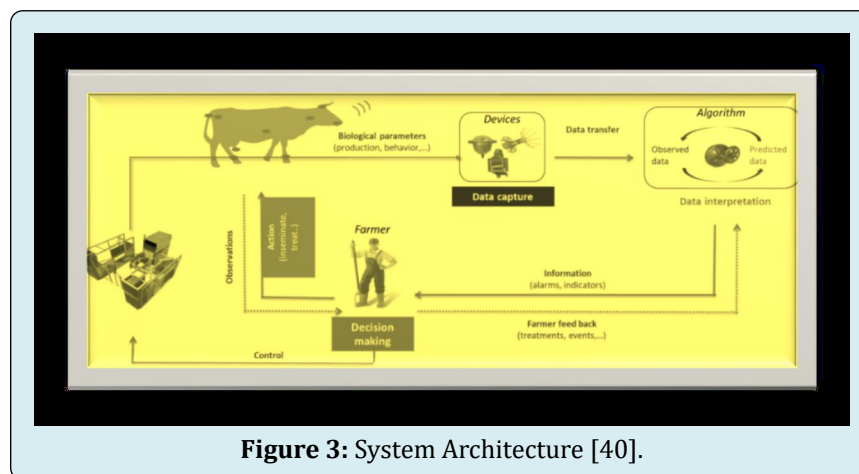 Biological parameters
(production, behavior,...)
Devices
Data capture
Data transfer
Algorithm
Observed
data
Predicted
data
Data interpretation
Observations
Action
(inseminate,
treat..)
Farmer
Information
(alarms, indicators)
Decision
making
Farmer feed back
(treatments, events,...)
Control
Figure 3: System Architecture [40].